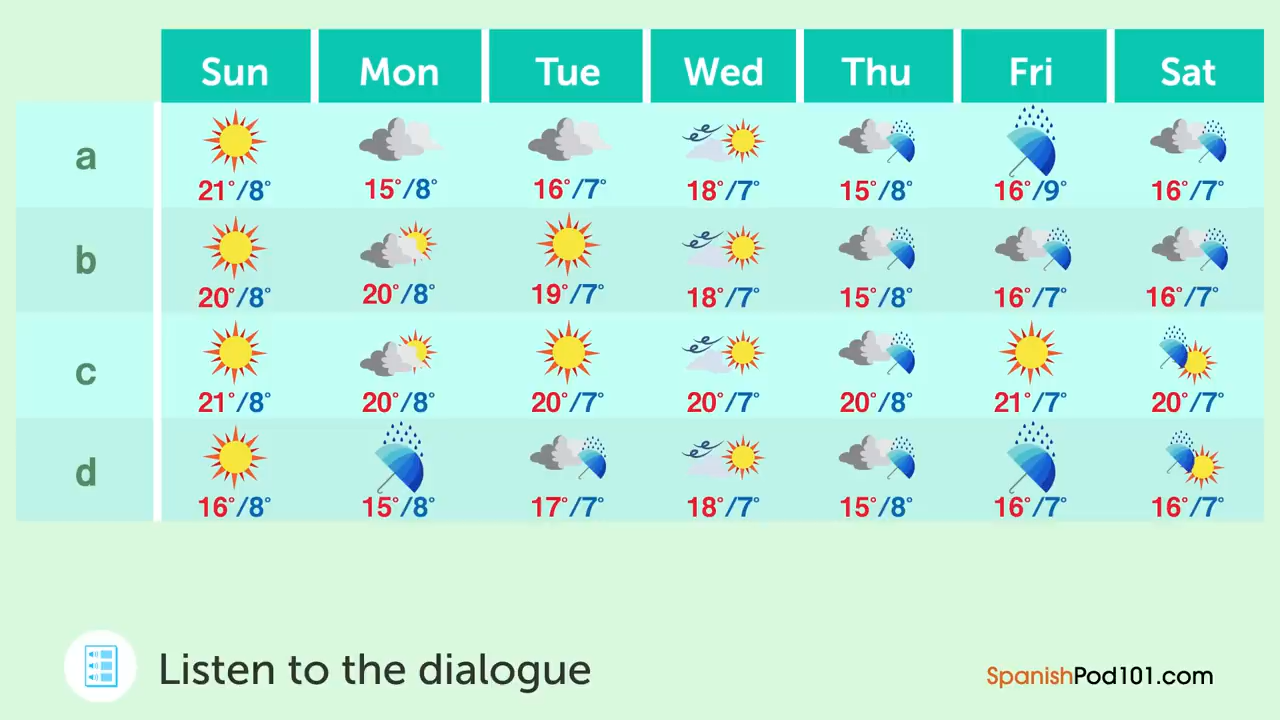 Sun Mon Tue Wed Thu Fri Sat
a
21°/8° 15°/8° 16°/7° 18°/7° 15°/8° 16°/9° 16°/7°
b
20°/8° 20°/8° 19°/7° 18°/7° 15°/8° 16°/7° 16°/7°
c
21°/8° 20°/8° 20°/7° 20°/7° 20°/8° 21°/7° 20°/7°
d
16°/8° 15°/8° 17°/7° 18°/7° 15°/8° 16°/7° 16°/7°
Listen to the dialogue
SpanishPod101.com